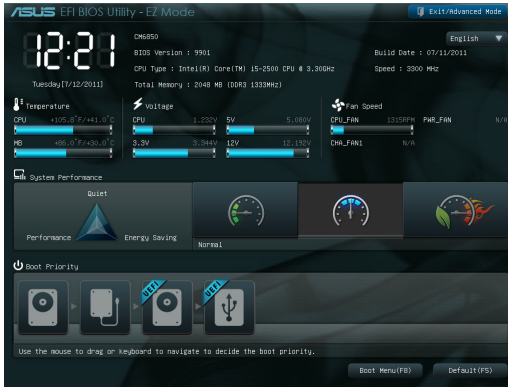 ASUS EFI BIOS Utility - EZ Mode
Exit/Advanced Mode
12:21
Tuesday[7/12/2011]
CM6850
English
BIOS Version : 9901
Build Date : 07/11/2011
CPU Type : Intel(R) Core(TM) i5-2500 CPU @ 3.30GHz
Speed : 3300 MHz
Total Memory : 2048 MB (DDR3 1333MHz)
Temperature
Voltage
Fan Speed
CPU +105.8°F/+41.0°C
CPU 1.232V 5V 5.080V
CPU_FAN 1315RPM PWR_FAN N/A
MB +86.0°F/+30.0°C
3.3V 3.344V 12V 12.192V
CHA_FAN1 N/A
System Performance
Quiet
Performance
Energy Saving
Normal
Boot Priority
UEFI
UEFI
Use the mouse to drag or keyboard to navigate to decide the boot priority.
Boot Menu(F8)
Default(F5)